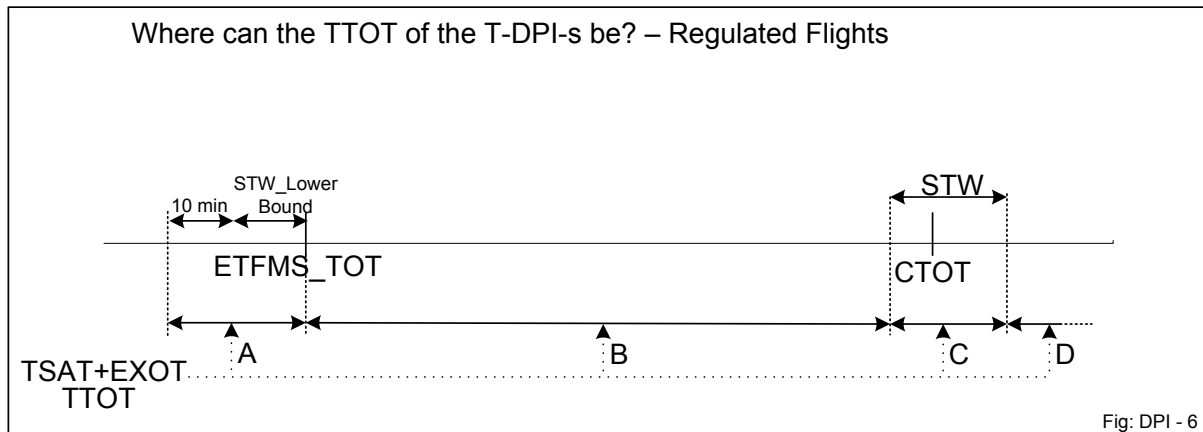 Where can the TTOT of the T-DPI-s be? – Regulated Flights
STW_Lower
Bound
10 min
STW
ETFMS_TOT
CTOT
A
B
C
D
TSAT+EXOT
TTOT
Fig: DPI - 6